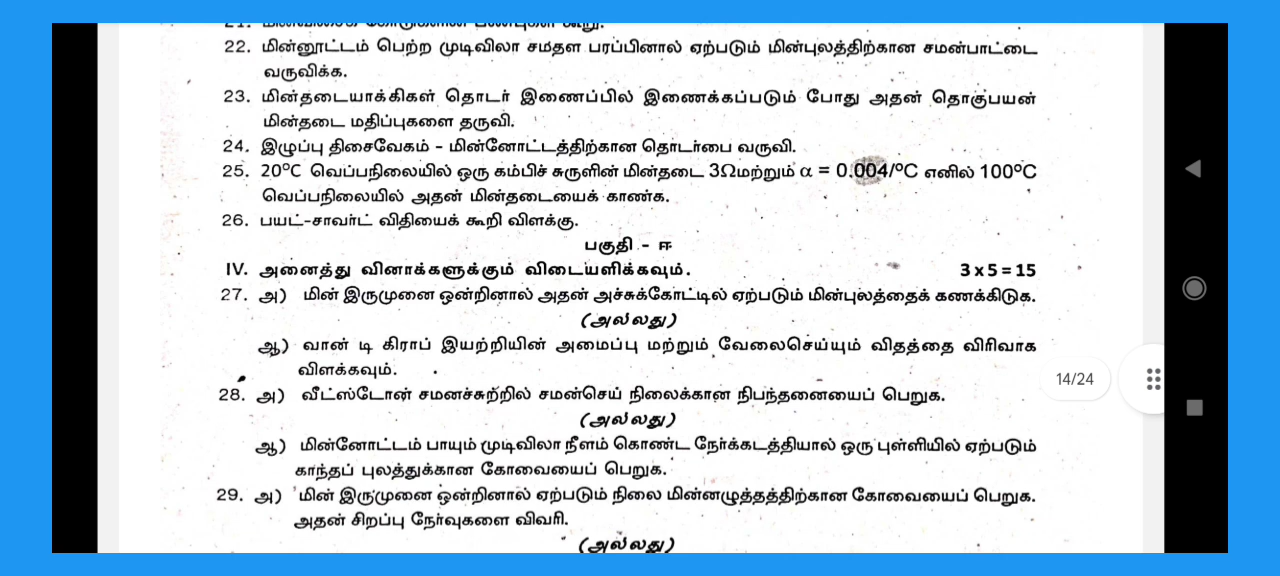 22. மின்னூட்டம் பெற்ற முடிவிலா சமதள பரப்பினால் ஏற்படும் மின்புலத்திற்கான சமன்பாட்டை
வருவிக்க.
23. மின்தடையாக்கிகள் தொடர் இணைப்பில் இணைக்கப்படும் போது அதன் தொகுபயன்
மின்தடை மதிப்புகளை தருவி.
24. இழுப்பு திசைவேகம் – மின்னோட்டத்திற்கான தொடர்பை வருவி.
25. 20⁰C வெப்பநிலையில் ஒரு கம்பிச் சுருளின் மின்தடை 3Ωமற்றும் α = 0.004/⁰C எனில் 100⁰C
வெப்பநிலையில் அதன் மின்தடையைக் காண்க.
26. பயட்-சாவர்ட் விதியைக் கூறி விளக்கு.
பகுதி - ஈ
IV. அனைத்து வினாக்களுக்கும் விடையளிக்கவும். 3 x 5 = 15
27. அ) மின் இருமுனை ஒன்றினால் அதன் அச்சுக்கோட்டில் ஏற்படும் மின்புலத்தைக் கணக்கிடுக.
(அல்லது)
ஆ) வான் டி கிராப் இயற்றியின் அமைப்பு மற்றும் வேலைசெய்யும் விதத்தை விரிவாக
விளக்கவும்.
14/24
28. அ) வீட்ஸ்டோன் சமனச்சுற்றில் சமன்செய் நிலைக்கான நிபந்தனையைப் பெறுக.
(அல்லது)
ஆ) மின்னோட்டம் பாயும் முடிவிலா நீளம் கொண்ட நேர்க்கடத்தியால் ஒரு புள்ளியில் ஏற்படும்
காந்தப் புலத்துக்கான கோவையைப் பெறுக.
29. அ) மின் இருமுனை ஒன்றினால் ஏற்படும் நிலை மின்னழுத்தத்திற்கான கோவையைப் பெறுக.
அதன் சிறப்பு நேர்வுகளை விவரி.
(அல்லது)